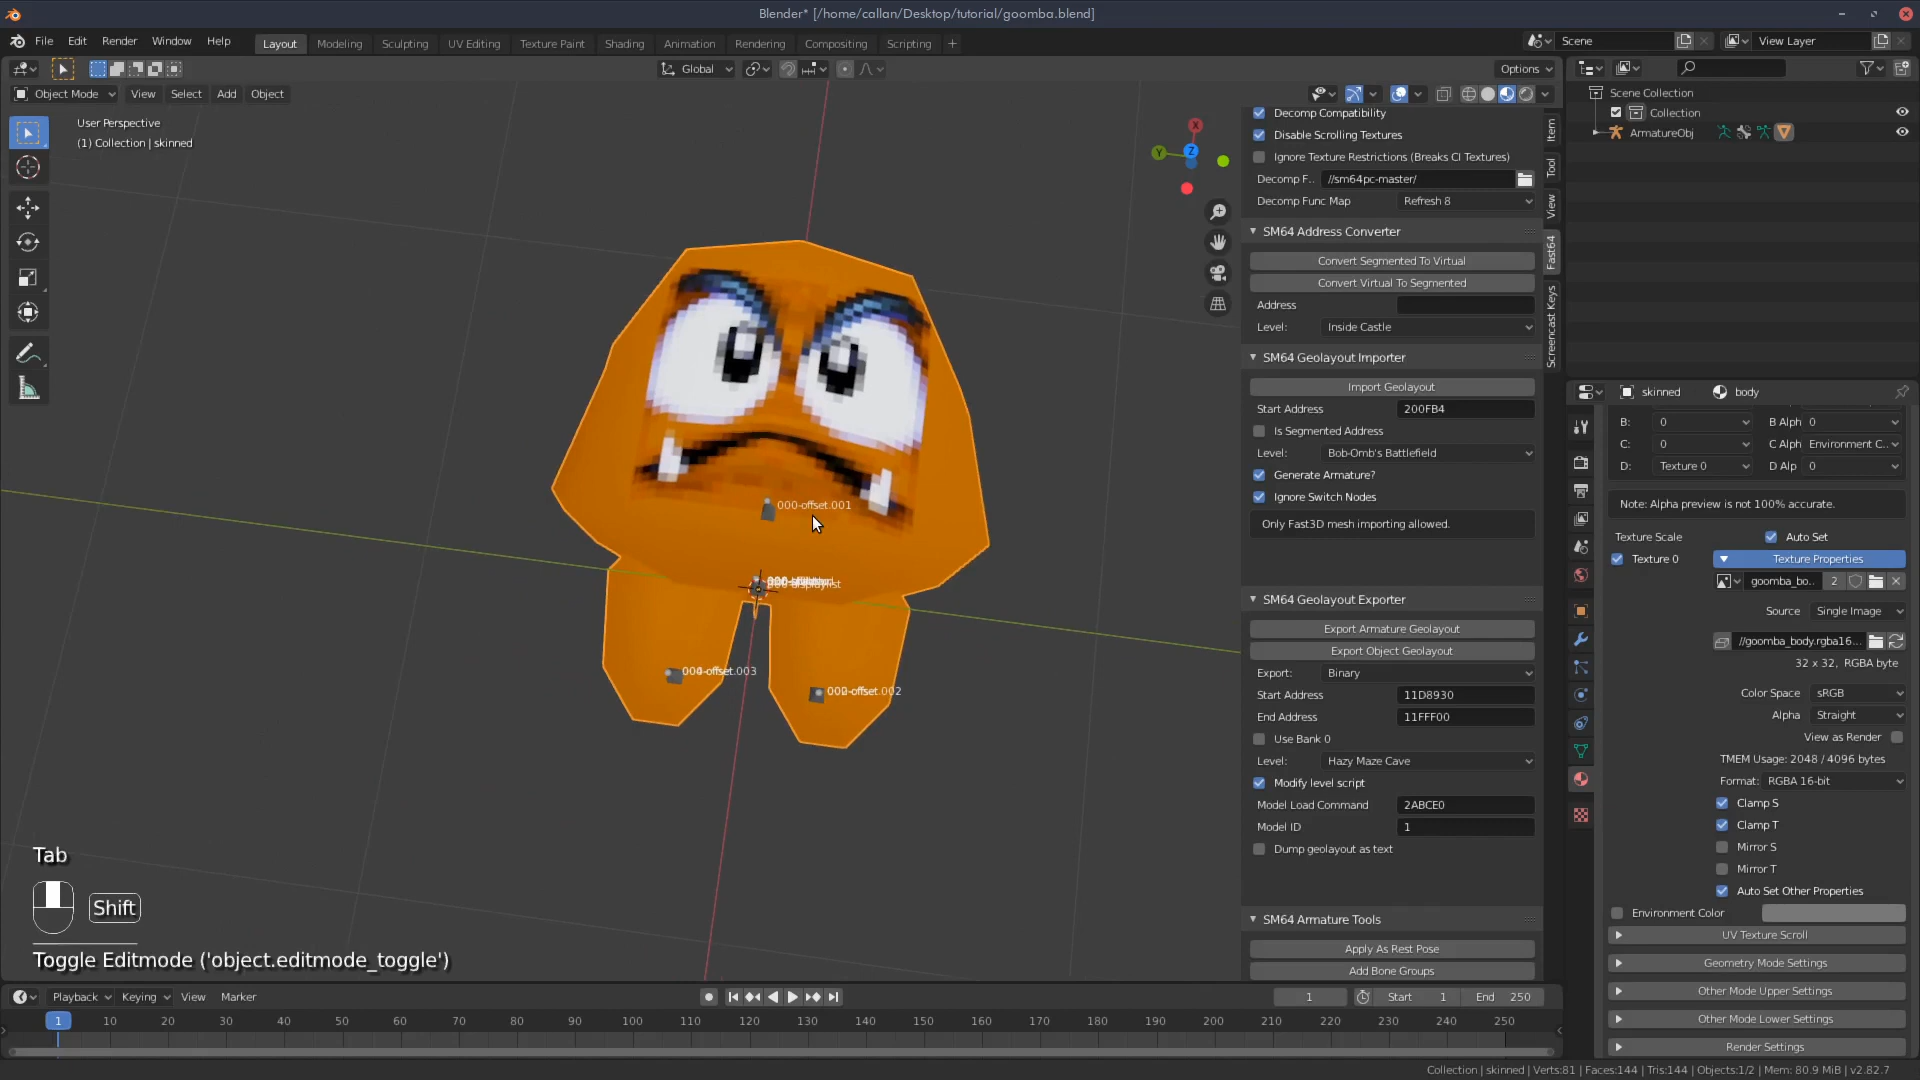 Blender* [/home/callan/Desktop/tutorial/goomba.blend]
File Edit Render Window Help
Layout Modeling Sculpting UV Editing Texture Paint Shading Animation Rendering Compositing Scripting +
Scene
View Layer
Global
Options
Object Mode View Select Add Object
User Perspective
(1) Collection | skinned
X
Y
Z
000-offset.001
004-offset.003
002-offset.002
Tab
Shift
Toggle Editmode ('object.editmode_toggle')
Decomp Compatibility
Disable Scrolling Textures
Ignore Texture Restrictions (Breaks CI Textures)
Decomp F.. //sm64pc-master/
Decomp Func Map Refresh 8
SM64 Address Converter
Convert Segmented To Virtual
Convert Virtual To Segmented
Address
Level: Inside Castle
SM64 Geolayout Importer
Import Geolayout
Start Address 200FB4
Is Segmented Address
Level: Bob-Omb's Battlefield
Generate Armature?
Ignore Switch Nodes
Only Fast3D mesh importing allowed.
SM64 Geolayout Exporter
Export Armature Geolayout
Export Object Geolayout
Export: Binary
Start Address 11D8930
End Address 11FFF00
Use Bank 0
Level: Hazy Maze Cave
Modify level script
Model Load Command 2ABCE0
Model ID 1
Dump geolayout as text
SM64 Armature Tools
Apply As Rest Pose
Add Bone Groups
Item
Tool
View
Fast64
Screencast Keys
Scene Collection
Collection
ArmatureObj
skinned body
B: 0 B Alph 0
C: 0 C Alph Environment C..
D: Texture 0 D Alp 0
Note: Alpha preview is not 100% accurate.
Texture Scale Auto Set
Texture 0 Texture Properties
goomba_bo.. 2
Source Single Image
//goomba_body.rgba16...
32 x 32, RGBA byte
Color Space sRGB
Alpha Straight
View as Render
TMEM Usage: 2048 / 4096 bytes
Format: RGBA 16-bit
Clamp S
Clamp T
Mirror S
Mirror T
Auto Set Other Properties
Environment Color
UV Texture Scroll
Geometry Mode Settings
Other Mode Upper Settings
Other Mode Lower Settings
Render Settings
Playback Keying View Marker
1 Start 1 End 250
1 10 20 30 40 50 60 70 80 90 100 110 120 130 140 150 160 170 180 190 200 210 220 230 240 250
Collection | skinned | Verts:81 | Faces:144 | Tris:144 | Objects:1/2 | Mem: 80.9 MiB | v2.82.7